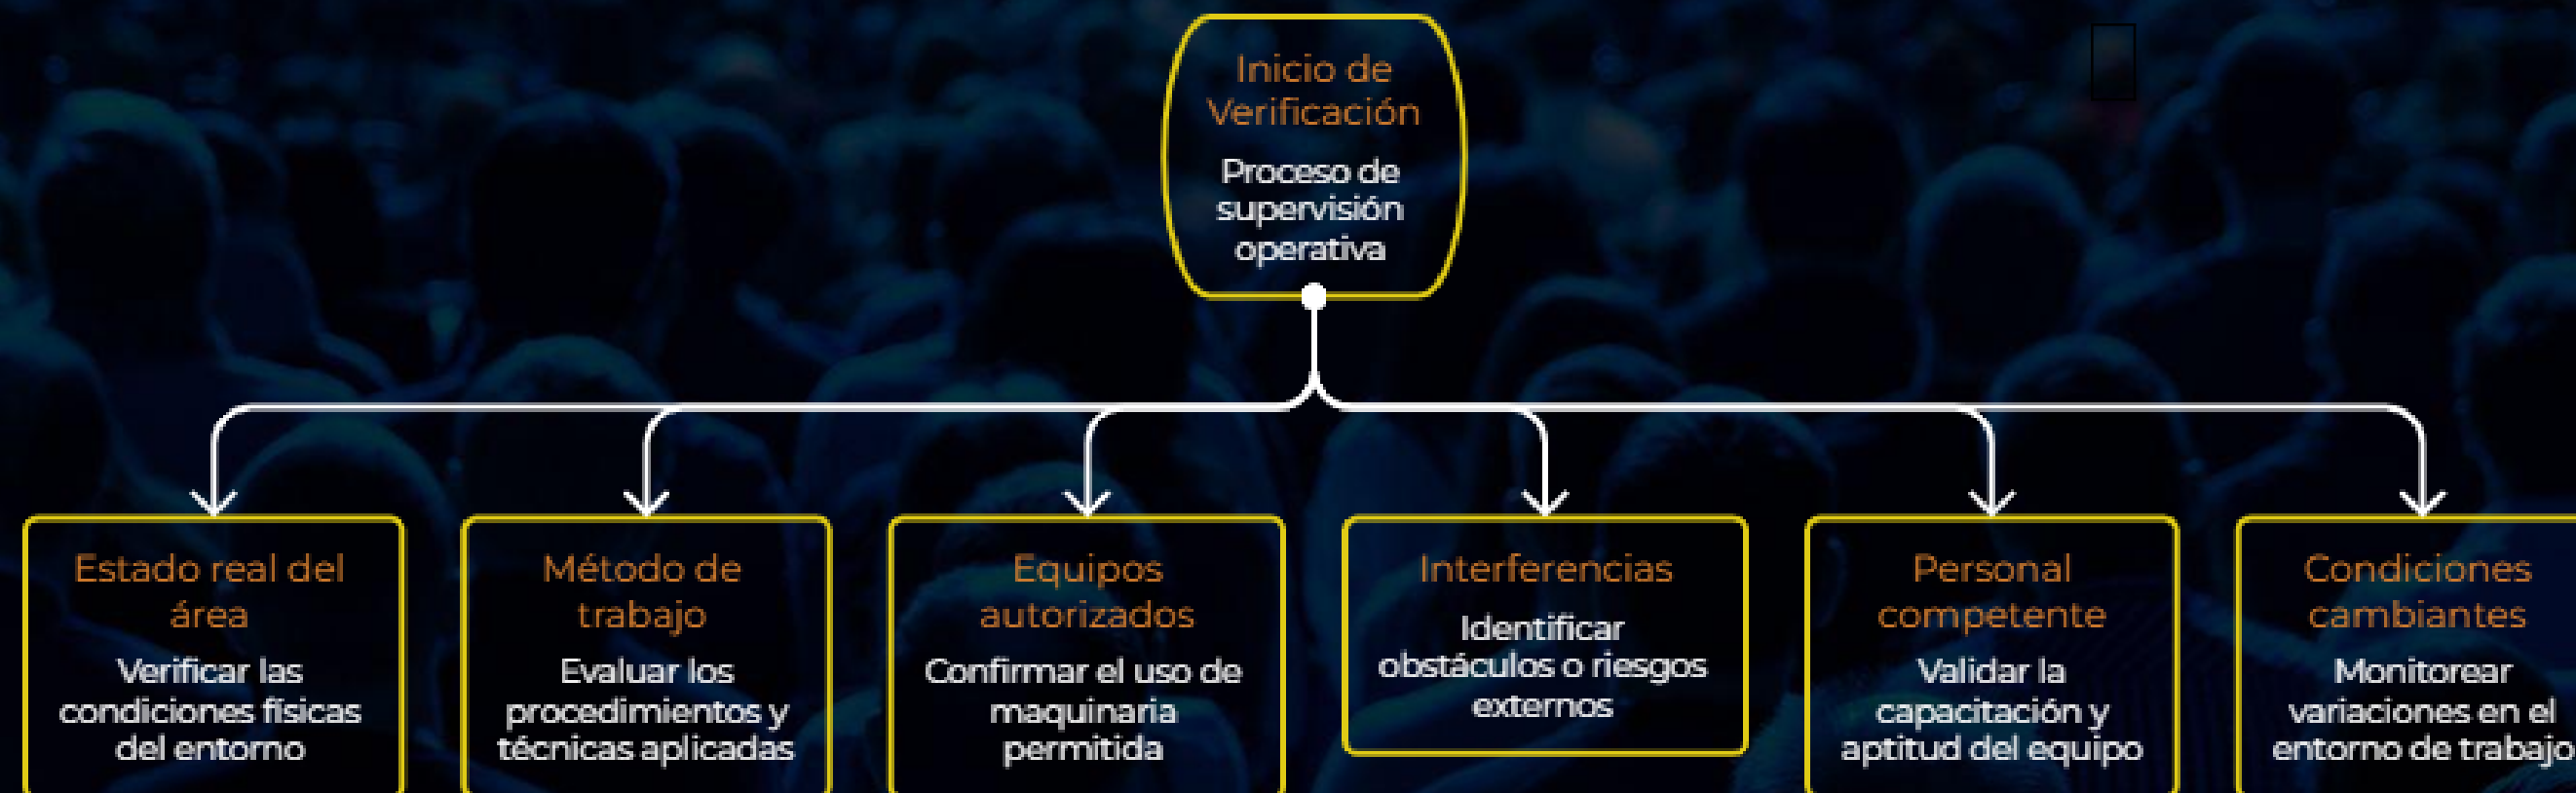 Inicio de
Verificación
Proceso de
supervisión
operativa
Estado real del
área
Verificar las
condiciones físicas
del entorno
Método de
trabajo
Evaluar los
procedimientos y
técnicas aplicadas
Equipos
autorizados
Confirmar el uso de
maquinaria
permitida
Interferencias
Identificar
obstáculos o riesgos
externos
Personal
competente
Validar la
capacitación y
aptitud del equipo
Condiciones
cambiantes
Monitorear
variaciones en el
entorno de trabajo